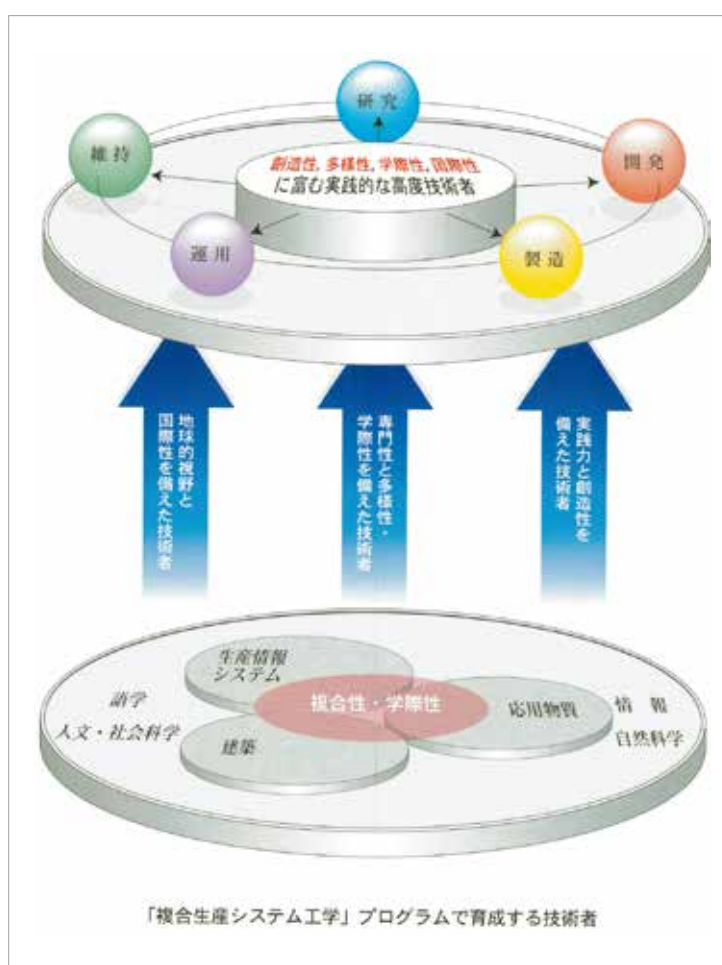 研究
維持
開発
創造性, 多様性, 学際性, 国際性
に富む実践的な高度技術者
運用
製造
地球的視野と
国際性を備えた技術者
専門性と多様性・
学際性を備えた技術者
実践力と創造性を
備えた技術者
生産情報
システム
語学
人文・社会科学
複合性・学際性
建築
応用物質
情報
自然科学
「複合生産システム工学」プログラムで育成する技術者